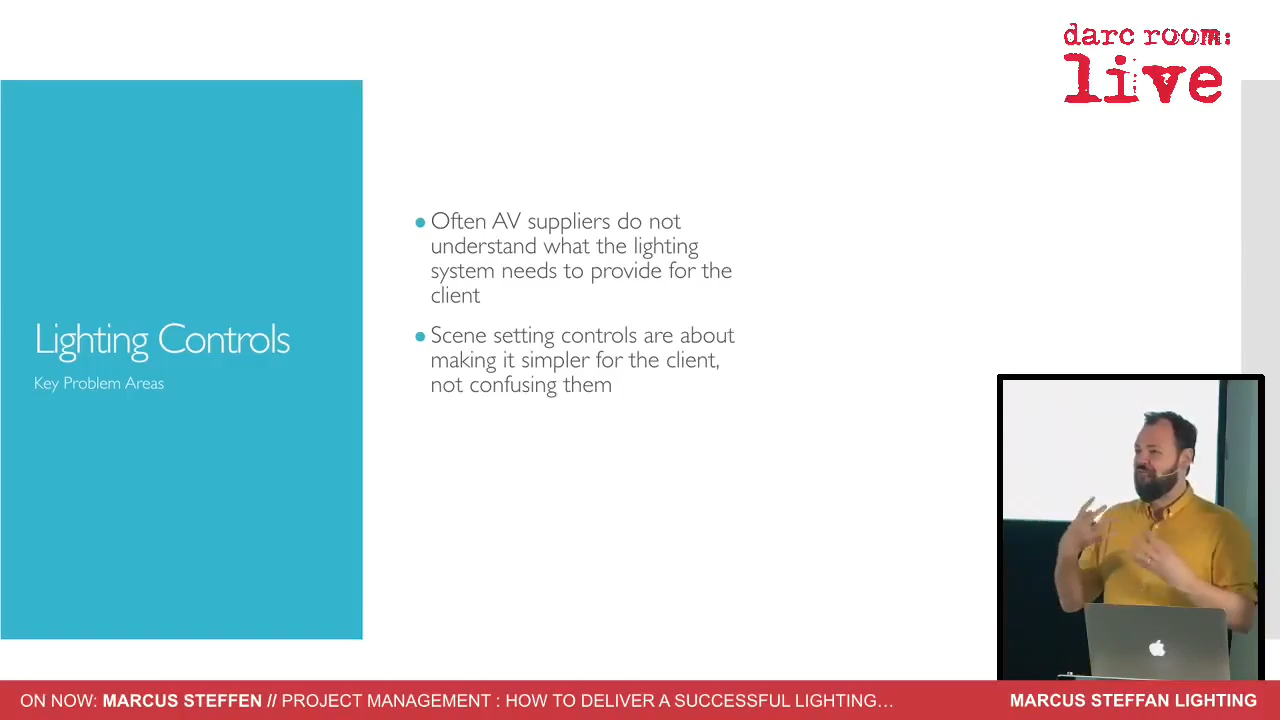 darc room:
live
Lighting Controls
Key Problem Areas
● Often AV suppliers do not
understand what the lighting
system needs to provide for the
client
● Scene setting controls are about
making it simpler for the client,
not confusing them
ON NOW: MARCUS STEFFEN // PROJECT MANAGEMENT : HOW TO DELIVER A SUCCESSFUL LIGHTING…
MARCUS STEFFAN LIGHTING